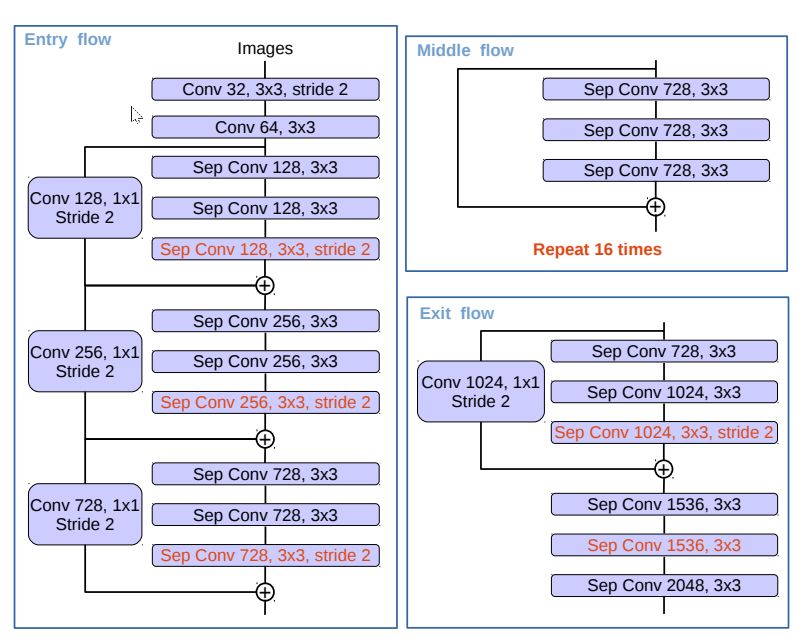 Entry flow
Images
Conv 32, 3x3, stride 2
Conv 64, 3x3
Sep Conv 128, 3x3
Conv 128, 1x1
Stride 2
Sep Conv 128, 3x3
Sep Conv 128, 3x3, stride 2
Sep Conv 256, 3x3
Conv 256, 1x1
Stride 2
Sep Conv 256, 3x3
Sep Conv 256, 3x3, stride 2
Sep Conv 728, 3x3
Conv 728, 1x1
Stride 2
Sep Conv 728, 3x3
Sep Conv 728, 3x3, stride 2
Middle flow
Sep Conv 728, 3x3
Sep Conv 728, 3x3
Sep Conv 728, 3x3
Repeat 16 times
Exit flow
Sep Conv 728, 3x3
Conv 1024, 1x1
Stride 2
Sep Conv 1024, 3x3
Sep Conv 1024, 3x3, stride 2
Sep Conv 1536, 3x3
Sep Conv 1536, 3x3
Sep Conv 2048, 3x3